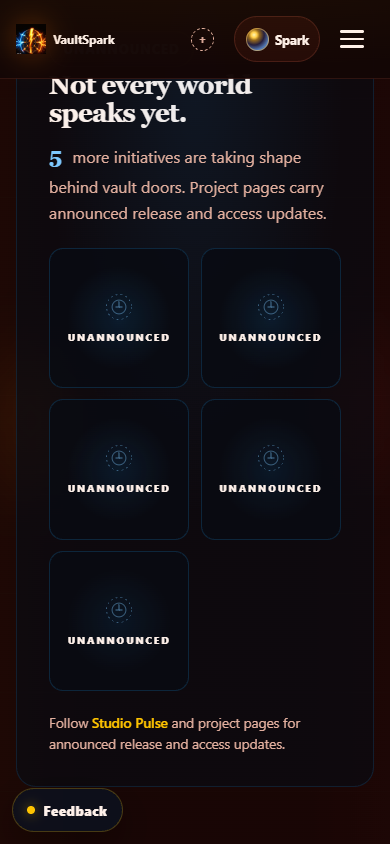 VaultSpark
+
Spark
Not every world
speaks yet.
5 more initiatives are taking shape
behind vault doors. Project pages carry
announced release and access updates.
UNANNOUNCED
UNANNOUNCED
UNANNOUNCED
UNANNOUNCED
UNANNOUNCED
Follow Studio Pulse and project pages for
announced release and access updates.
Feedback